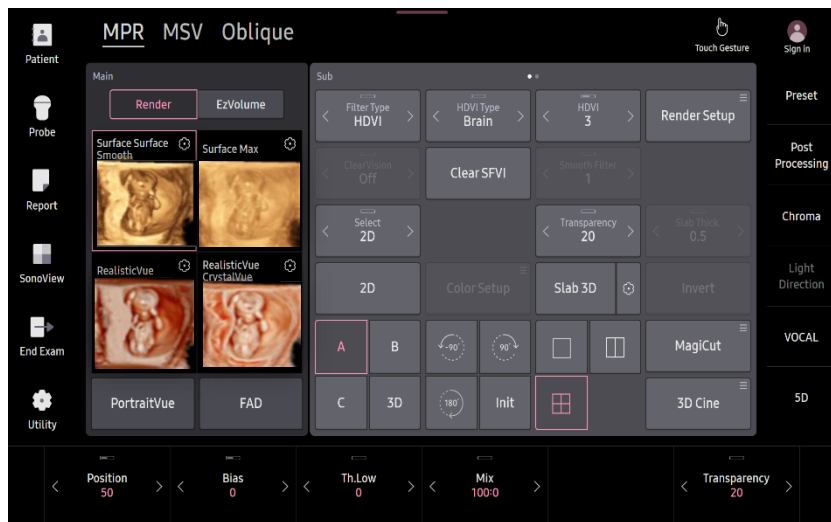 MPR MSV Oblique
Touch Gesture
Sign In
Patient
Probe
Report
SonoView
End Exam
Utility
Main
Render
EzVolume
Surface Surface
Smooth
Surface Max
RealisticVue
RealisticVue
CrystalVue
PortraitVue
FAD
Sub
Filter Type
HDVI
HDVI Type
Brain
HDVI
3
Render Setup
ClearVision
Off
Clear SFVI
Smooth Filter
1
Select
2D
Transparency
20
Slab Thick
0.5
2D
Color Setup
Slab 3D
Invert
A
B
-90°
90°
MagiCut
C
3D
180°
Init
3D Cine
Preset
Post
Processing
Chroma
Light
Direction
VOCAL
5D
Position
50
Bias
0
Th.Low
0
Mix
100:0
Transparency
20